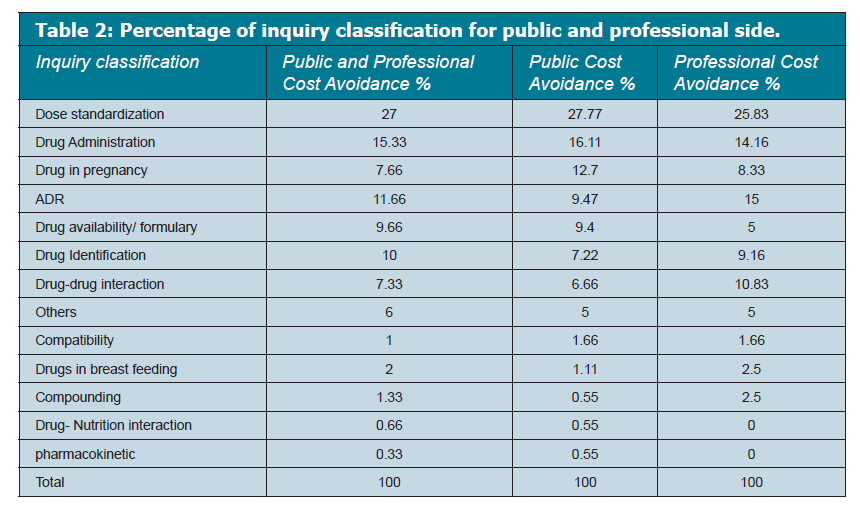 Table 2: Percentage of inquiry classification for public and professional side.
Inquiry classification Public and Professional Cost Avoidance % Public Cost Avoidance % Professional Cost Avoidance %
Dose standardization 27 27.77 25.83
Drug Administration 15.33 16.11 14.16
Drug in pregnancy 7.66 12.7 8.33
ADR 11.66 9.47 15
Drug availability/ formulary 9.66 9.4 5
Drug Identification 10 7.22 9.16
Drug-drug interaction 7.33 6.66 10.83
Others 6 5 5
Compatibility 1 1.66 1.66
Drugs in breast feeding 2 1.11 2.5
Compounding 1.33 0.55 2.5
Drug- Nutrition interaction 0.66 0.55 0
pharmacokinetic 0.33 0.55 0
Total 100 100 100